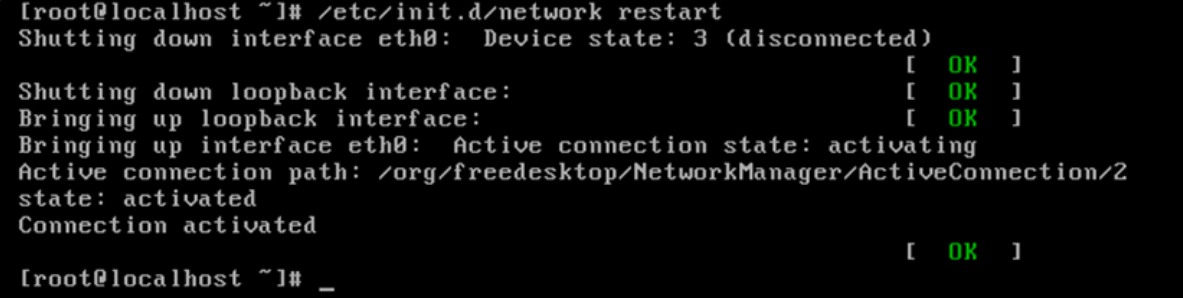 [root@localhost ~]# /etc/init.d/network restart
Shutting down interface eth0:  Device state: 3 (disconnected)
[  OK  ]
Shutting down loopback interface:                          [  OK  ]
Bringing up loopback interface:                            [  OK  ]
Bringing up interface eth0:  Active connection state: activating
Active connection path: /org/freedesktop/NetworkManager/ActiveConnection/2
state: activated
Connection activated
[  OK  ]
[root@localhost ~]# _